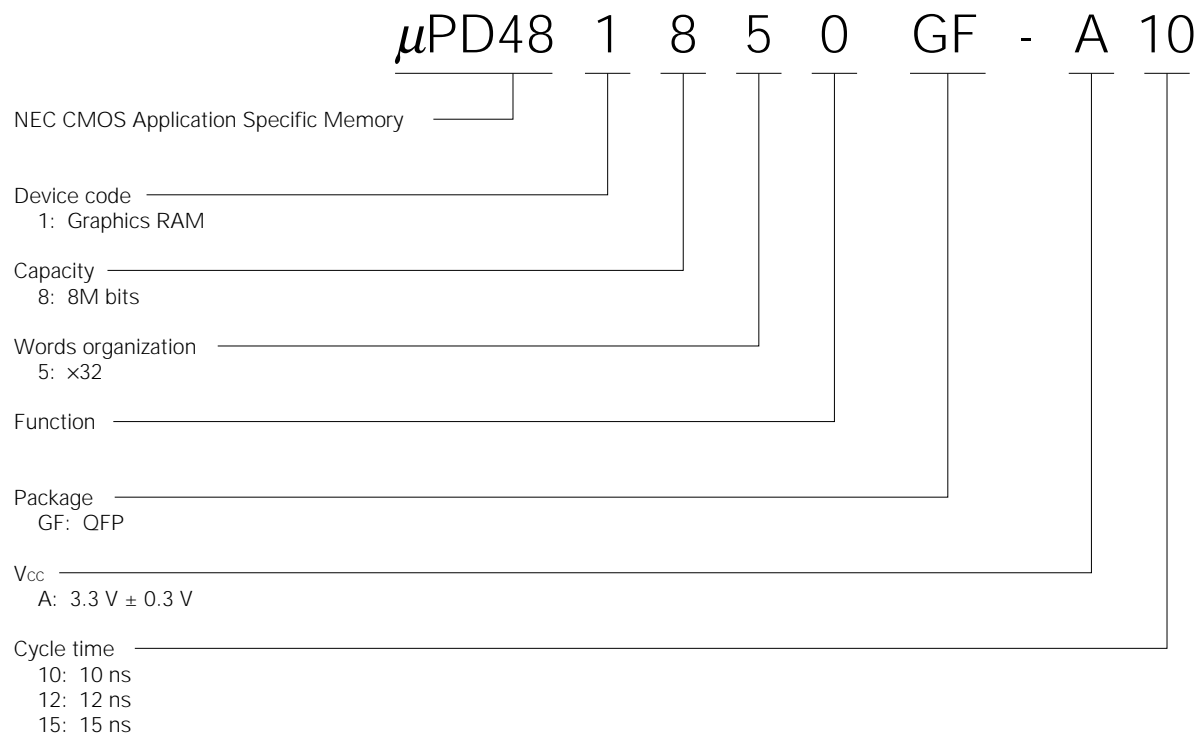 μPD48 1 8 5 0 GF - A 10
NEC CMOS Application Specific Memory
Device code
1: Graphics RAM
Capacity
8: 8M bits
Words organization
5: ×32
Function
Package
GF: QFP
Vcc
A: 3.3 V ± 0.3 V
Cycle time
10: 10 ns
12: 12 ns
15: 15 ns